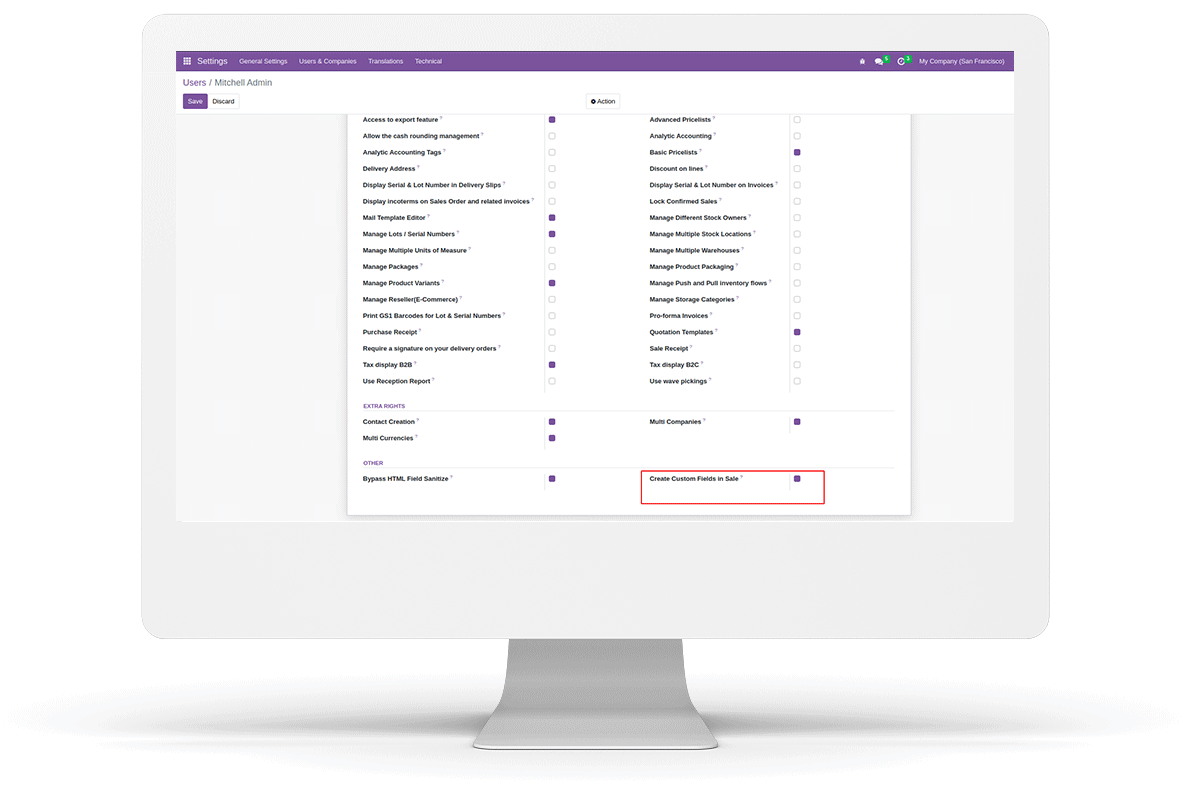 Settings General Settings Users & Companies Translations Technical 5 3 My Company (San Francisco)
Users / Mitchell Admin
Save Discard Action
Access to export feature ? Advanced Pricelists ?
Allow the cash rounding management ? Analytic Accounting ?
Analytic Accounting Tags ? Basic Pricelists ?
Delivery Address ? Discount on lines ?
Display Serial & Lot Number in Delivery Slips ? Display Serial & Lot Number on Invoices ?
Display incoterms on Sales Order and related invoices ? Lock Confirmed Sales ?
Mail Template Editor ? Manage Different Stock Owners ?
Manage Lots / Serial Numbers ? Manage Multiple Stock Locations ?
Manage Multiple Units of Measure ? Manage Multiple Warehouses ?
Manage Packages ? Manage Product Packaging ?
Manage Product Variants ? Manage Push and Pull inventory flows ?
Manage Reseller(E-Commerce) ? Manage Storage Categories ?
Print GS1 Barcodes for Lot & Serial Numbers ? Pro-forma Invoices ?
Purchase Receipt ? Quotation Templates ?
Require a signature on your delivery orders ? Sale Receipt ?
Tax display B2B ? Tax display B2C ?
Use Reception Report ? Use wave pickings ?
EXTRA RIGHTS
Contact Creation ? Multi Companies ?
Multi Currencies ?
OTHER
Bypass HTML Field Sanitize ? Create Custom Fields in Sale ?